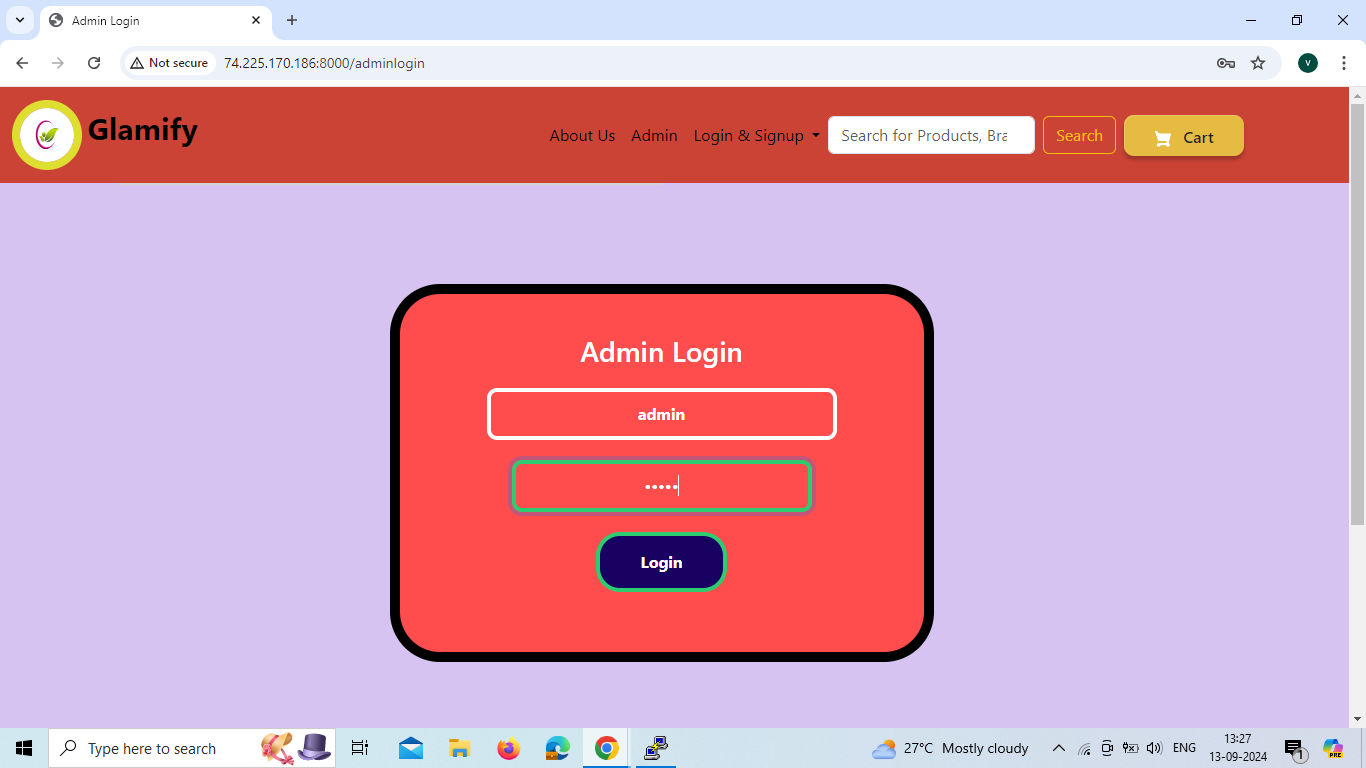 Admin Login
Not secure
74.225.170.186:8000/adminlogin
V
Glamify
About Us
Admin
Login & Signup
Search for Products, Bra
Search
Cart
Admin Login
admin
•••••
Login
Type here to search
27°C Mostly cloudy
ENG
13:27
13-09-2024
1
PRE